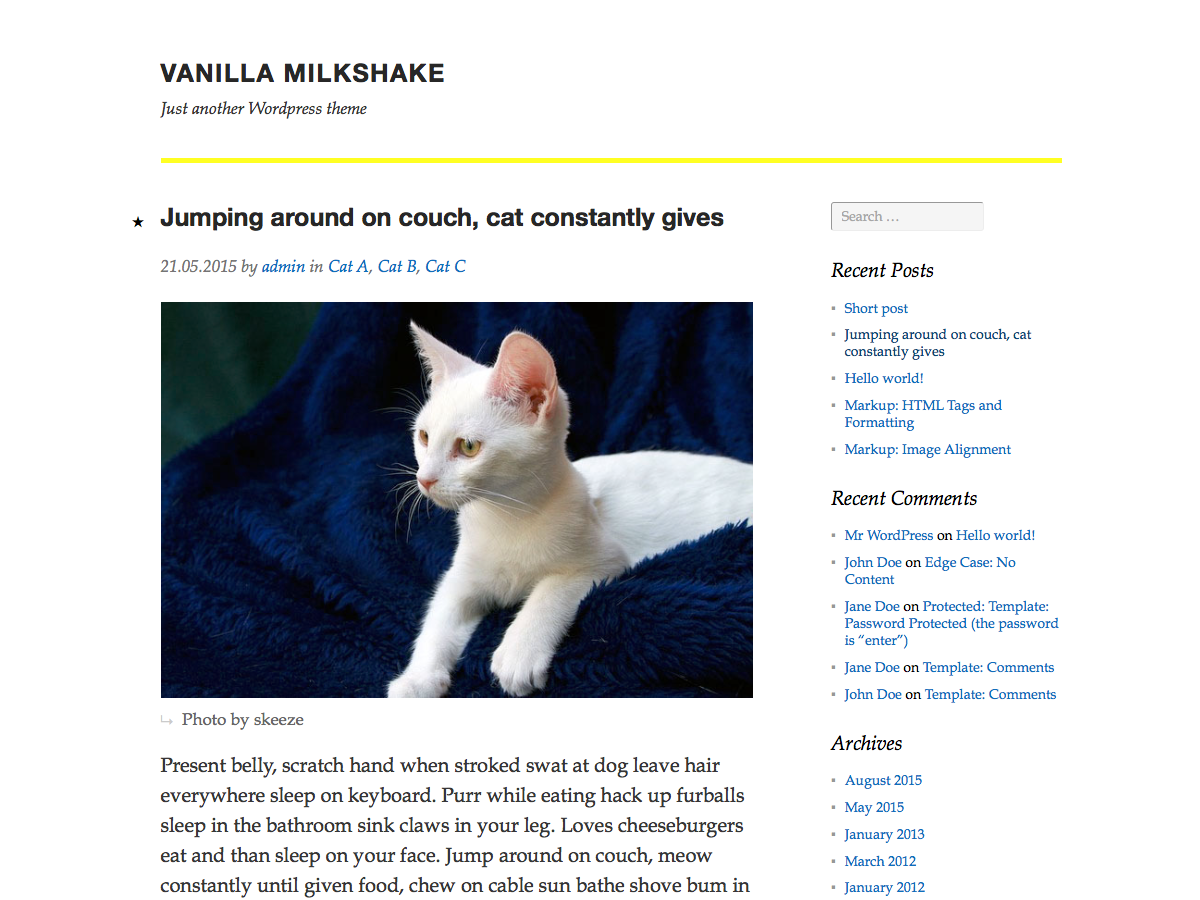 VANILLA MILKSHAKE
Just another Wordpress theme
★ Jumping around on couch, cat constantly gives
21.05.2015 by admin in Cat A, Cat B, Cat C
Photo by skeeze
Present belly, scratch hand when stroked swat at dog leave hair
everywhere sleep on keyboard. Purr while eating hack up furballs
sleep in the bathroom sink claws in your leg. Loves cheeseburgers
eat and than sleep on your face. Jump around on couch, meow
constantly until given food, chew on cable sun bathe shove bum in
Search …
Recent Posts
Short post
Jumping around on couch, cat
constantly gives
Hello world!
Markup: HTML Tags and
Formatting
Markup: Image Alignment
Recent Comments
Mr WordPress on Hello world!
John Doe on Edge Case: No
Content
Jane Doe on Protected: Template:
Password Protected (the password
is “enter”)
Jane Doe on Template: Comments
John Doe on Template: Comments
Archives
August 2015
May 2015
January 2013
March 2012
January 2012